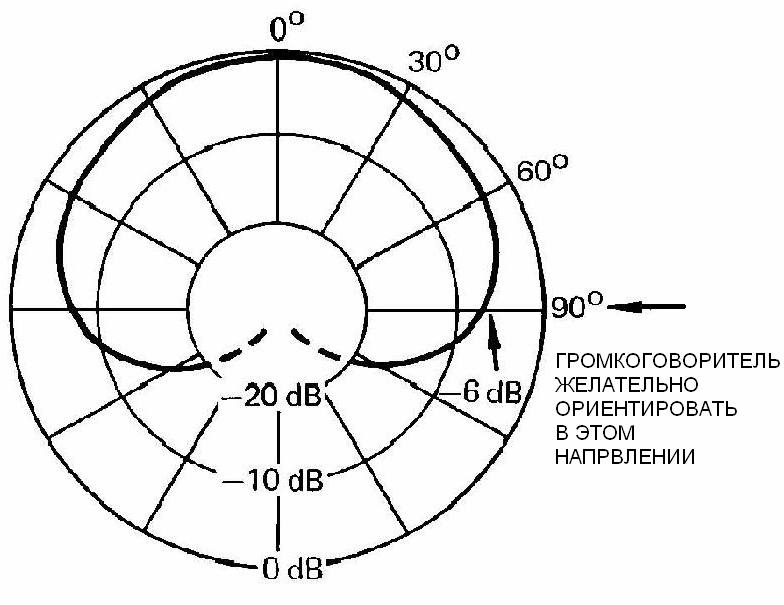 0°
30°
60°
90°
–6 dB
–20 dB
–10 dB
0 dB
ГРОМКОГОВОРИТЕЛЬ
ЖЕЛАТЕЛЬНО
ОРИЕНТИРОВАТЬ
В ЭТОМ
НАПРВЛЕНИИ